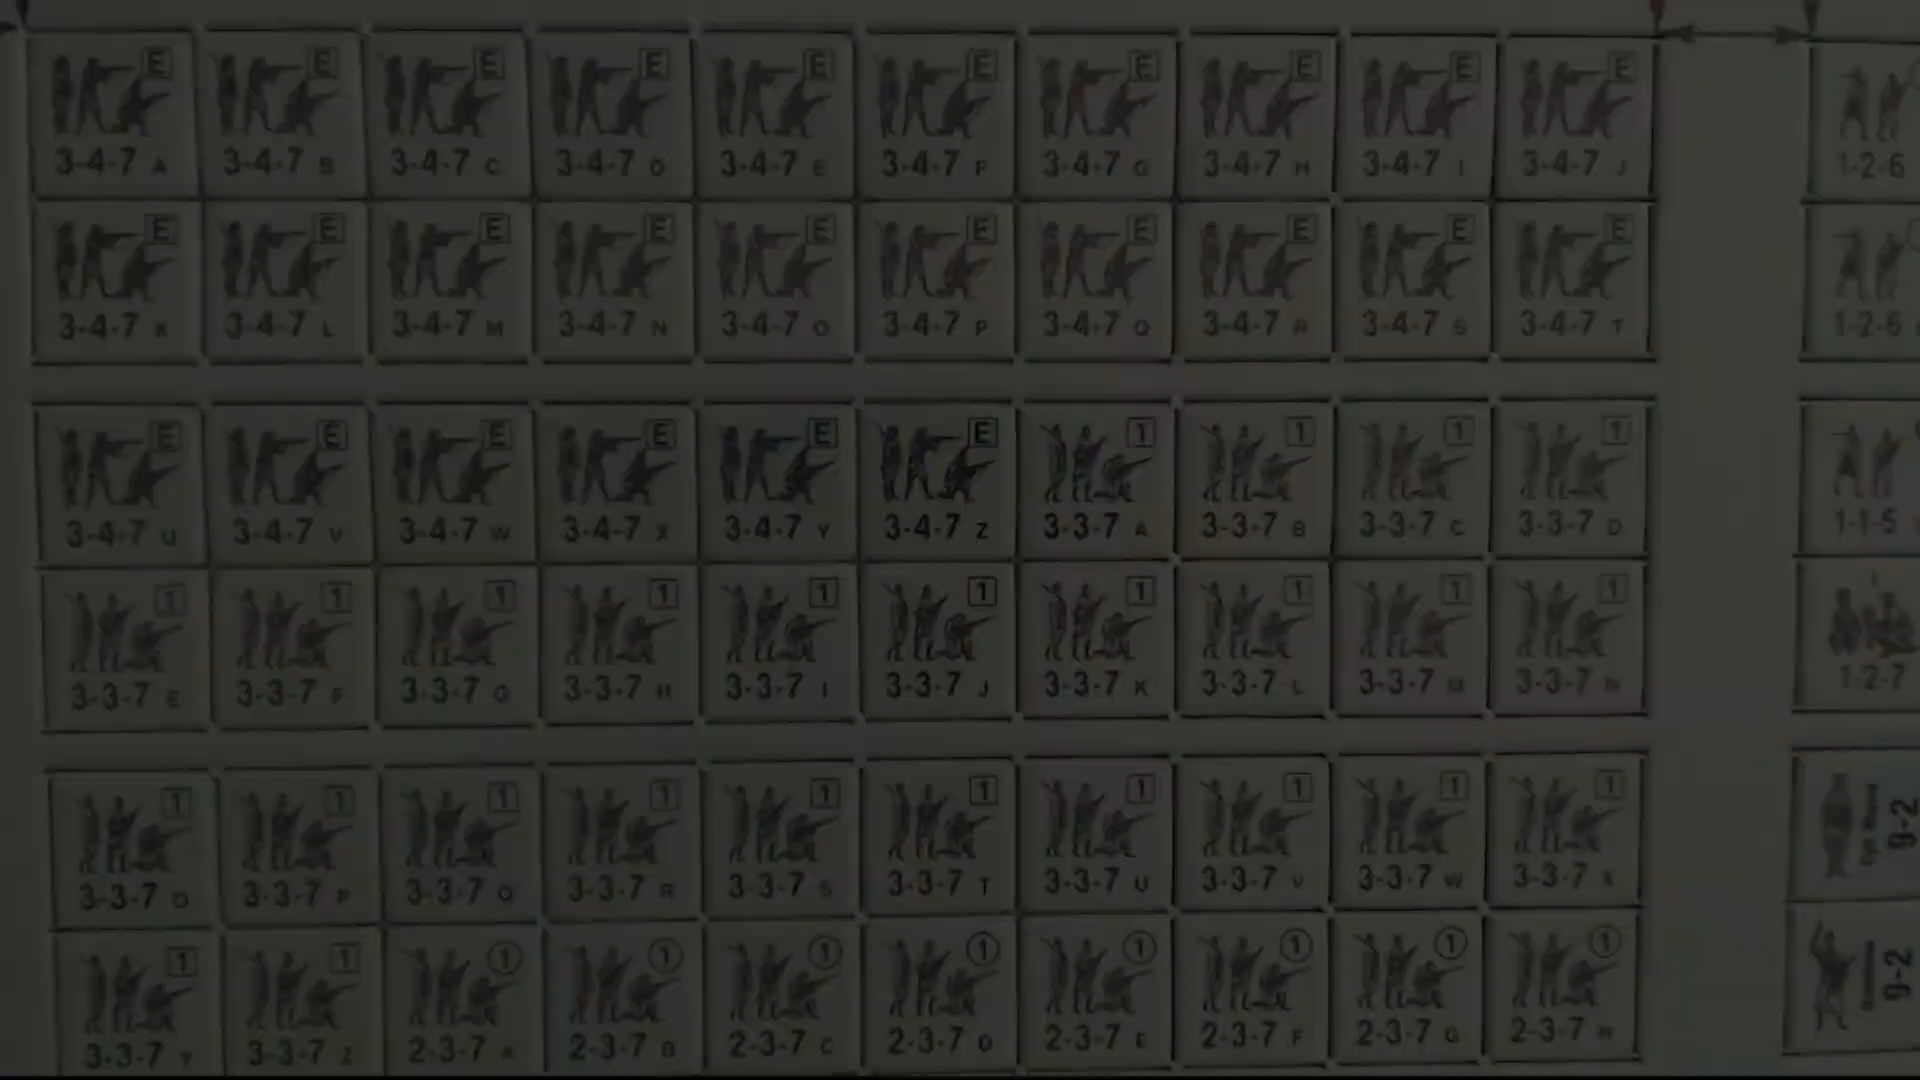 E E E E E E E E E E
3-4-7 A 3-4-7 B 3-4-7 C 3-4-7 D 3-4-7 E 3-4-7 F 3-4-7 G 3-4-7 H 3-4-7 I 3-4-7 J 1-2-6
E E E E E E E E E E
3-4-7 K 3-4-7 L 3-4-7 M 3-4-7 N 3-4-7 O 3-4-7 P 3-4-7 Q 3-4-7 R 3-4-7 S 3-4-7 T 1-2-6
E E E E E E 1 1 1 1
3-4-7 U 3-4-7 V 3-4-7 W 3-4-7 X 3-4-7 Y 3-4-7 Z 3-3-7 A 3-3-7 B 3-3-7 C 3-3-7 D 1-1-5
1 1 1 1 1 1 1 1 1 1
3-3-7 E 3-3-7 F 3-3-7 G 3-3-7 H 3-3-7 I 3-3-7 J 3-3-7 K 3-3-7 L 3-3-7 M 3-3-7 N 1-2-7
1 1 1 1 1 1 1 1 1 1
3-3-7 O 3-3-7 P 3-3-7 Q 3-3-7 R 3-3-7 S 3-3-7 T 3-3-7 U 3-3-7 V 3-3-7 W 3-3-7 X 9-2
1 1 1 1 1 1 1 1 1 1
3-3-7 Y 3-3-7 Z 2-3-7 A 2-3-7 B 2-3-7 C 2-3-7 D 2-3-7 E 2-3-7 F 2-3-7 G 2-3-7 H 9-2